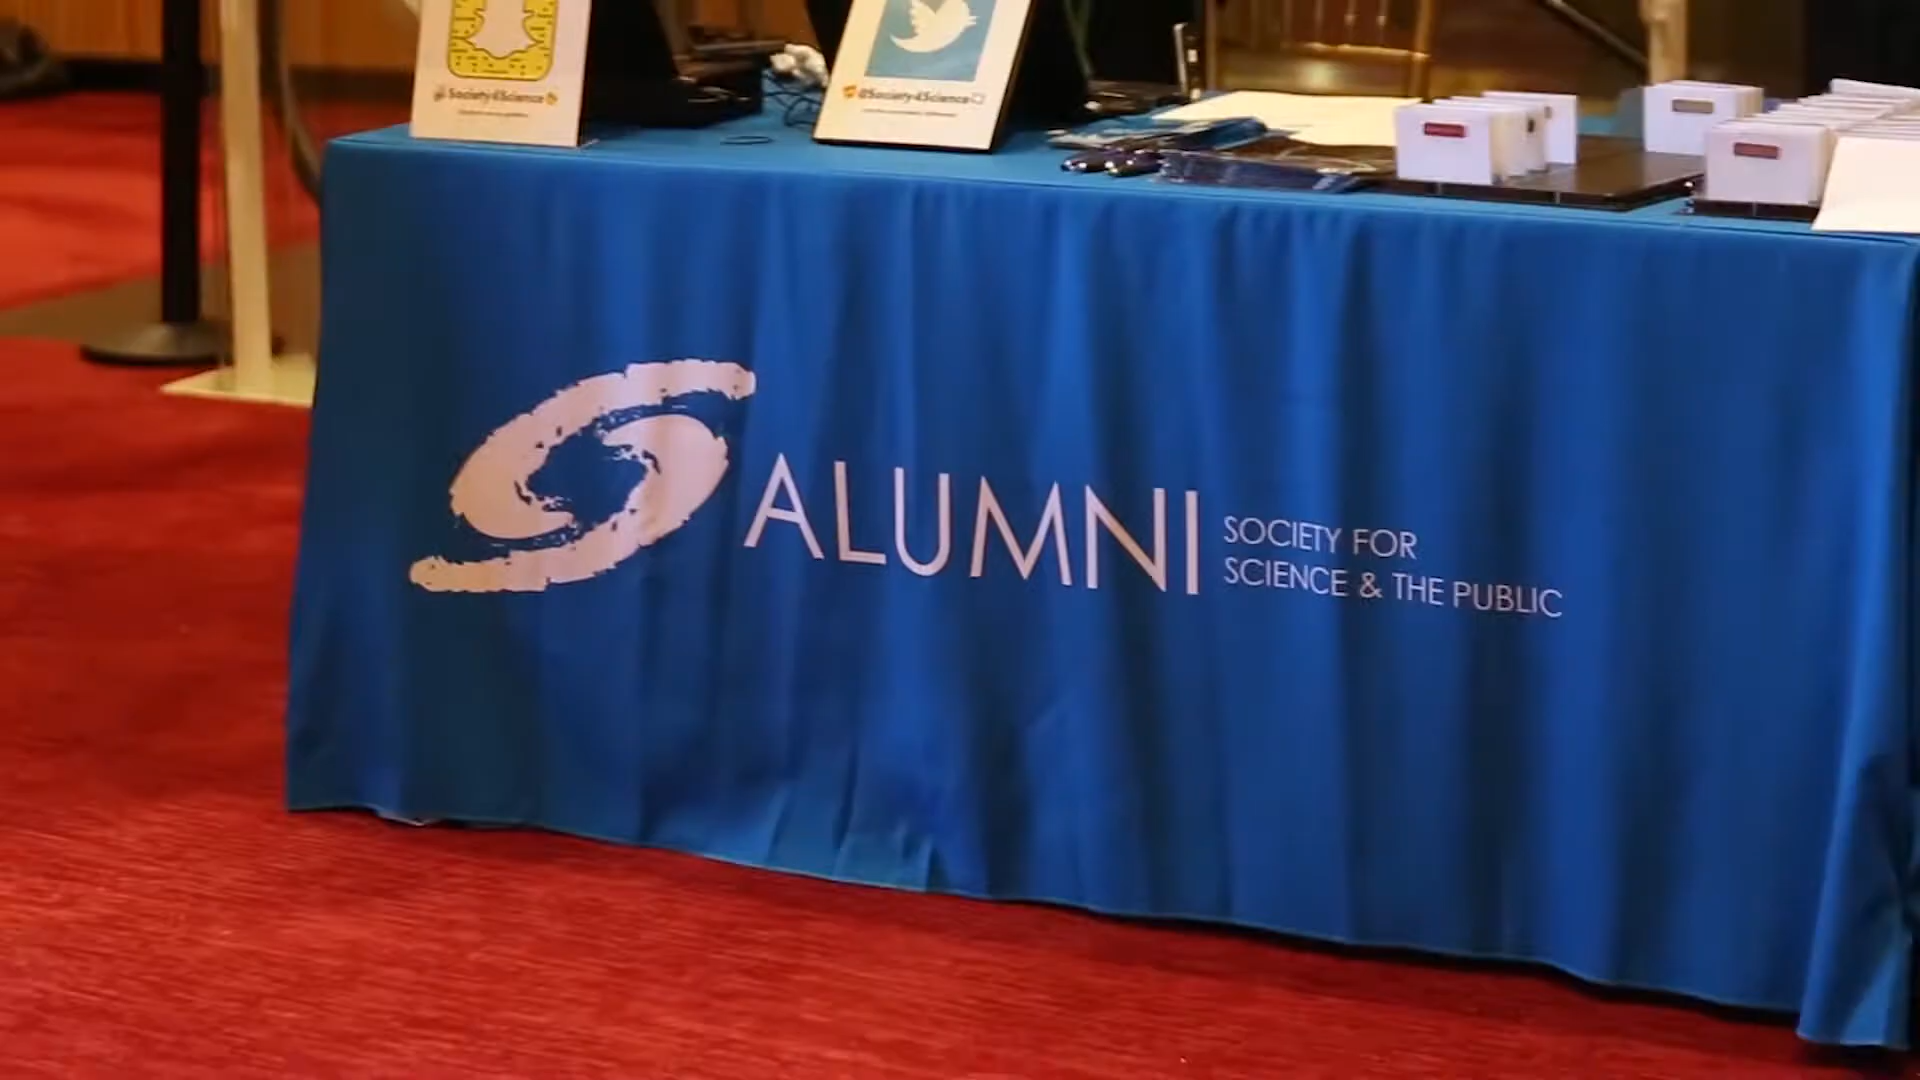 Society4Science
@Society4Science
ALUMNI
SOCIETY FOR
SCIENCE & THE PUBLIC